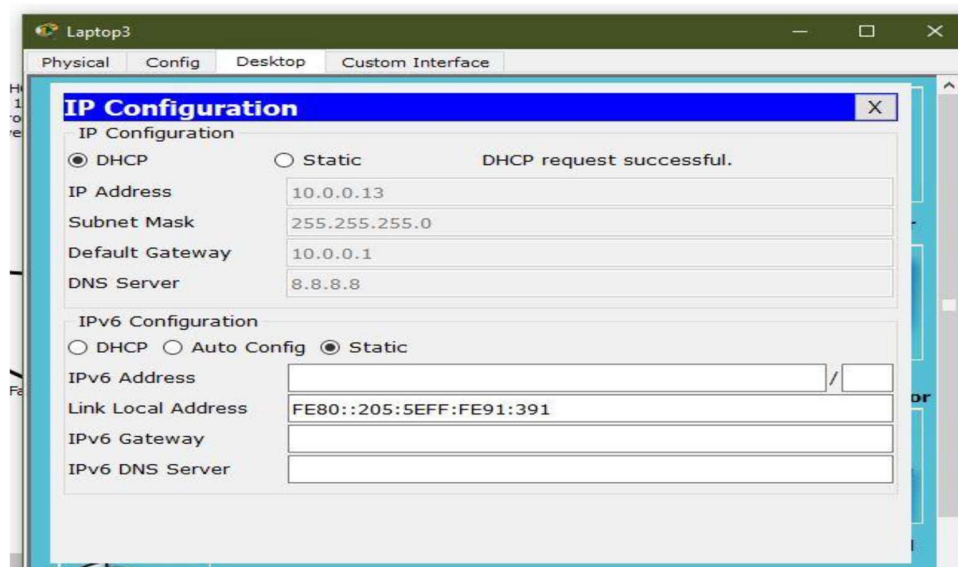 Laptop3
Physical Config Desktop Custom Interface
IP Configuration X
IP Configuration
DHCP Static DHCP request successful.
IP Address 10.0.0.13
Subnet Mask 255.255.255.0
Default Gateway 10.0.0.1
DNS Server 8.8.8.8
IPv6 Configuration
DHCP Auto Config Static
IPv6 Address /
Link Local Address FE80::205:5EFF:FE91:391
IPv6 Gateway
IPv6 DNS Server